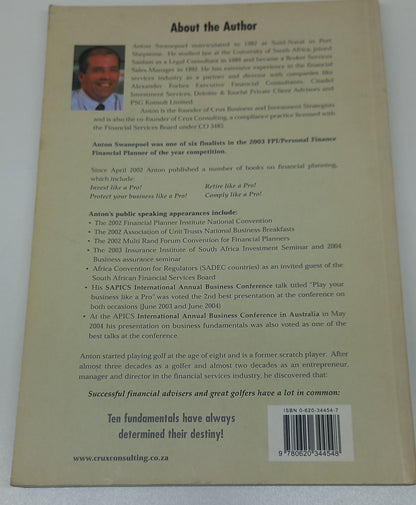 About the Author
Anton Swanepoel matriculated in 1982 at Suid-Natal in Port
Shepstone. He studied law at the University of South Africa, joined
Sanlam as a Legal Consultant in 1989 and became a Broker Services
Sales Manager in 1992. He has extensive experience in the financial
services industry as a partner and director with companies like
Alexander Forbes Executive Financial Consultants, Citadel
Investment Services, Deloitte & Touché Private Client Advisors and
PSG Konsult Limited.
Anton is the founder of Crux Business and Investment Strategists
and is also the co-founder of Crux Consulting, a compliance practice licensed with
the Financial Services Board under CO 3485.
Anton Swanepoel was one of six finalists in the 2003 FPI/Personal Finance
Financial Planner of the year competition.
Since April 2002 Anton published a number of books on financial planning,
which include:
Invest like a Pro! Retire like a Pro!
Protect your business like a Pro! Comply like a Pro!
Anton's public speaking appearances include:
• The 2002 Financial Planner Institute National Convention
• The 2002 Association of Unit Trusts National Business Breakfasts
• The 2002 Multi Rand Forum Convention for Financial Planners
• The 2003 Insurance Institute of South Africa Investment Seminar and 2004
Business assurance seminar
• Africa Convention for Regulators (SADEC countries) as an invited guest of the
South African Financial Services Board
• His SAPICS International Annual Business Conference talk titled "Play your
business like a Pro" was voted the 2nd best presentation at the conference on
both occasions (June 2003 and June 2004)
• At the APICS International Annual Business Conference in Australia in May
2004 his presentation on business fundamentals was also voted as one of the
best talks at the conference.
Anton started playing golf at the age of eight and is a former scratch player. After
almost three decades as a golfer and almost two decades as an entrepreneur,
manager and director in the financial services industry, he discovered that:
Successful financial advisers and great golfers have a lot in common:
Ten fundamentals have always
determined their destiny!
www.cruxconsulting.co.za
ISBN 0-620-34454-7
9 780620 344548